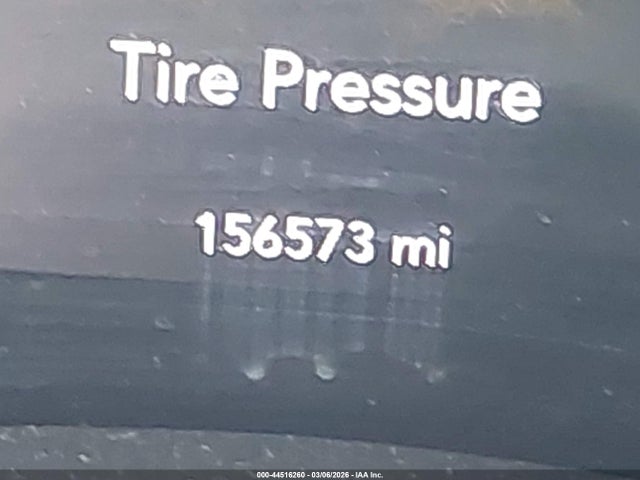 Tire Pressure
156573 mi
000-44516260 - 03/06/2026 - IAA Inc.